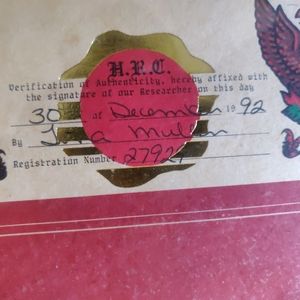 H.R.C.
Verification of Authenticity, hereby affixed with
the signature of our Researcher on this day
30 of December 1992
By
Registration Number 2792